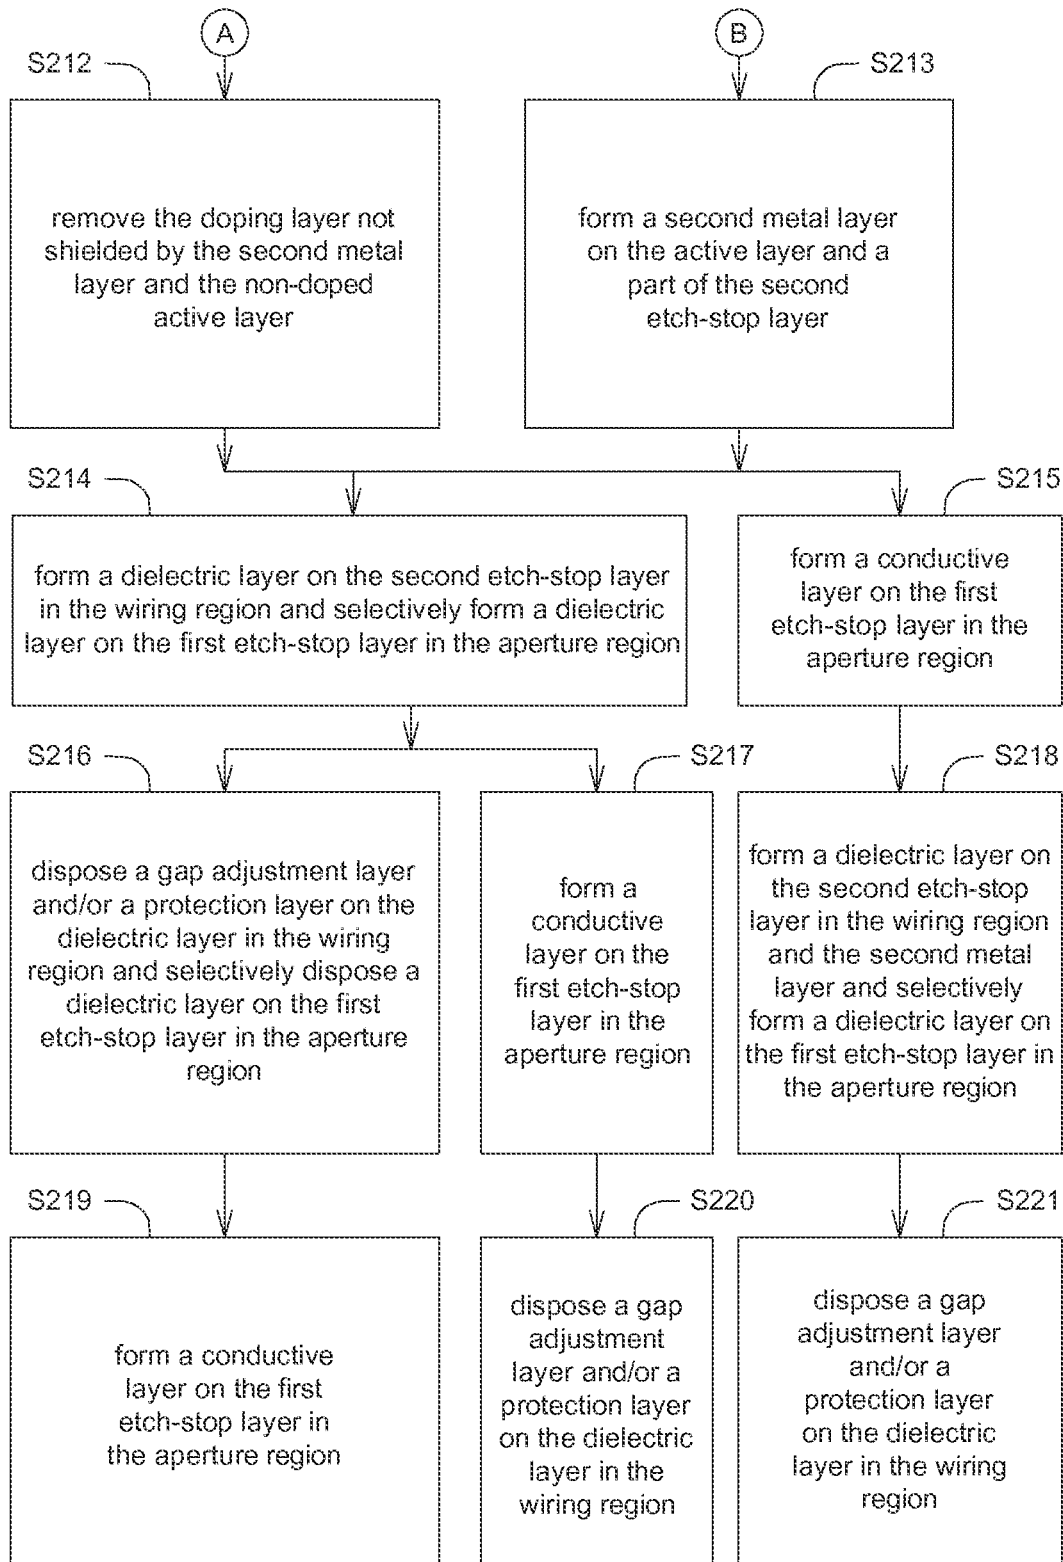 A
B
S212
S213
remove the doping layer not
shielded by the second metal
layer and the non-doped
active layer
form a second metal layer
on the active layer and a
part of the second
etch-stop layer
S214
S215
form a dielectric layer on the second etch-stop layer
in the wiring region and selectively form a dielectric
layer on the first etch-stop layer in the aperture region
form a conductive
layer on the first
etch-stop layer in the
aperture region
S216
S217
S218
dispose a gap adjustment layer
and/or a protection layer on the
dielectric layer in the wiring
region and selectively dispose a
dielectric layer on the first
etch-stop layer in the aperture
region
form a
conductive
layer on the
first etch-stop
layer in the
aperture region
form a dielectric layer on
the second etch-stop
layer in the wiring region
and the second metal
layer and selectively
form a dielectric layer on
the first etch-stop layer in
the aperture region
S219
S220
S221
form a conductive
layer on the first
etch-stop layer in
the aperture region
dispose a gap
adjustment
layer and/or a
protection layer
on the dielectric
layer in the
wiring region
dispose a gap
adjustment layer
and/or a
protection layer
on the dielectric
layer in the wiring
region